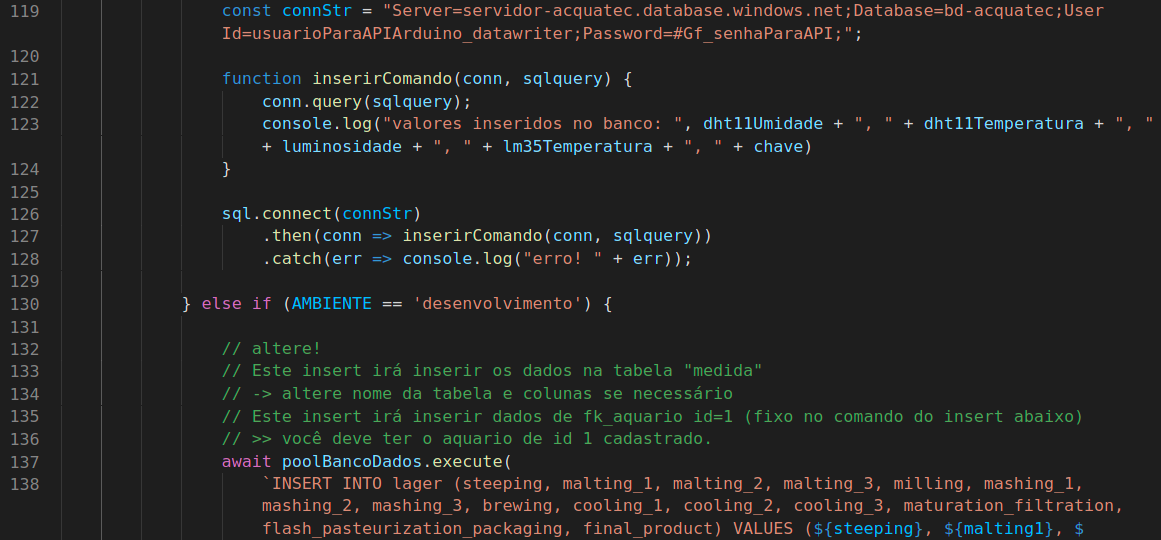 119 const connStr = "Server=servidor-acquatec.database.windows.net;Database=bd-acquatec;User
Id=usuarioParaAPIArduino_datawriter;Password=#Gf_senhaParaAPI;";
120
121 function inserirComando(conn, sqlquery) {
122 conn.query(sqlquery);
123 console.log("valores inseridos no banco: ", dht11Umidade + ", " + dht11Temperatura + ", "
+ luminosidade + ", " + lm35Temperatura + ", " + chave)
124 }
125
126 sql.connect(connStr)
127 .then(conn => inserirComando(conn, sqlquery))
128 .catch(err => console.log("erro! " + err));
129
130 } else if (AMBIENTE == 'desenvolvimento') {
131
132 // altere!
133 // Este insert irá inserir os dados na tabela "medida"
134 // -> altere nome da tabela e colunas se necessário
135 // Este insert irá inserir dados de fk_aquario id=1 (fixo no comando do insert abaixo)
136 // >> você deve ter o aquario de id 1 cadastrado.
137 await poolBancoDados.execute(
138 `INSERT INTO lager (steeping, malting_1, malting_2, malting_3, milling, mashing_1,
mashing_2, mashing_3, brewing, cooling_1, cooling_2, cooling_3, maturation_filtration,
flash_pasteurization_packaging, final_product) VALUES (${steeping}, ${malting1}, $